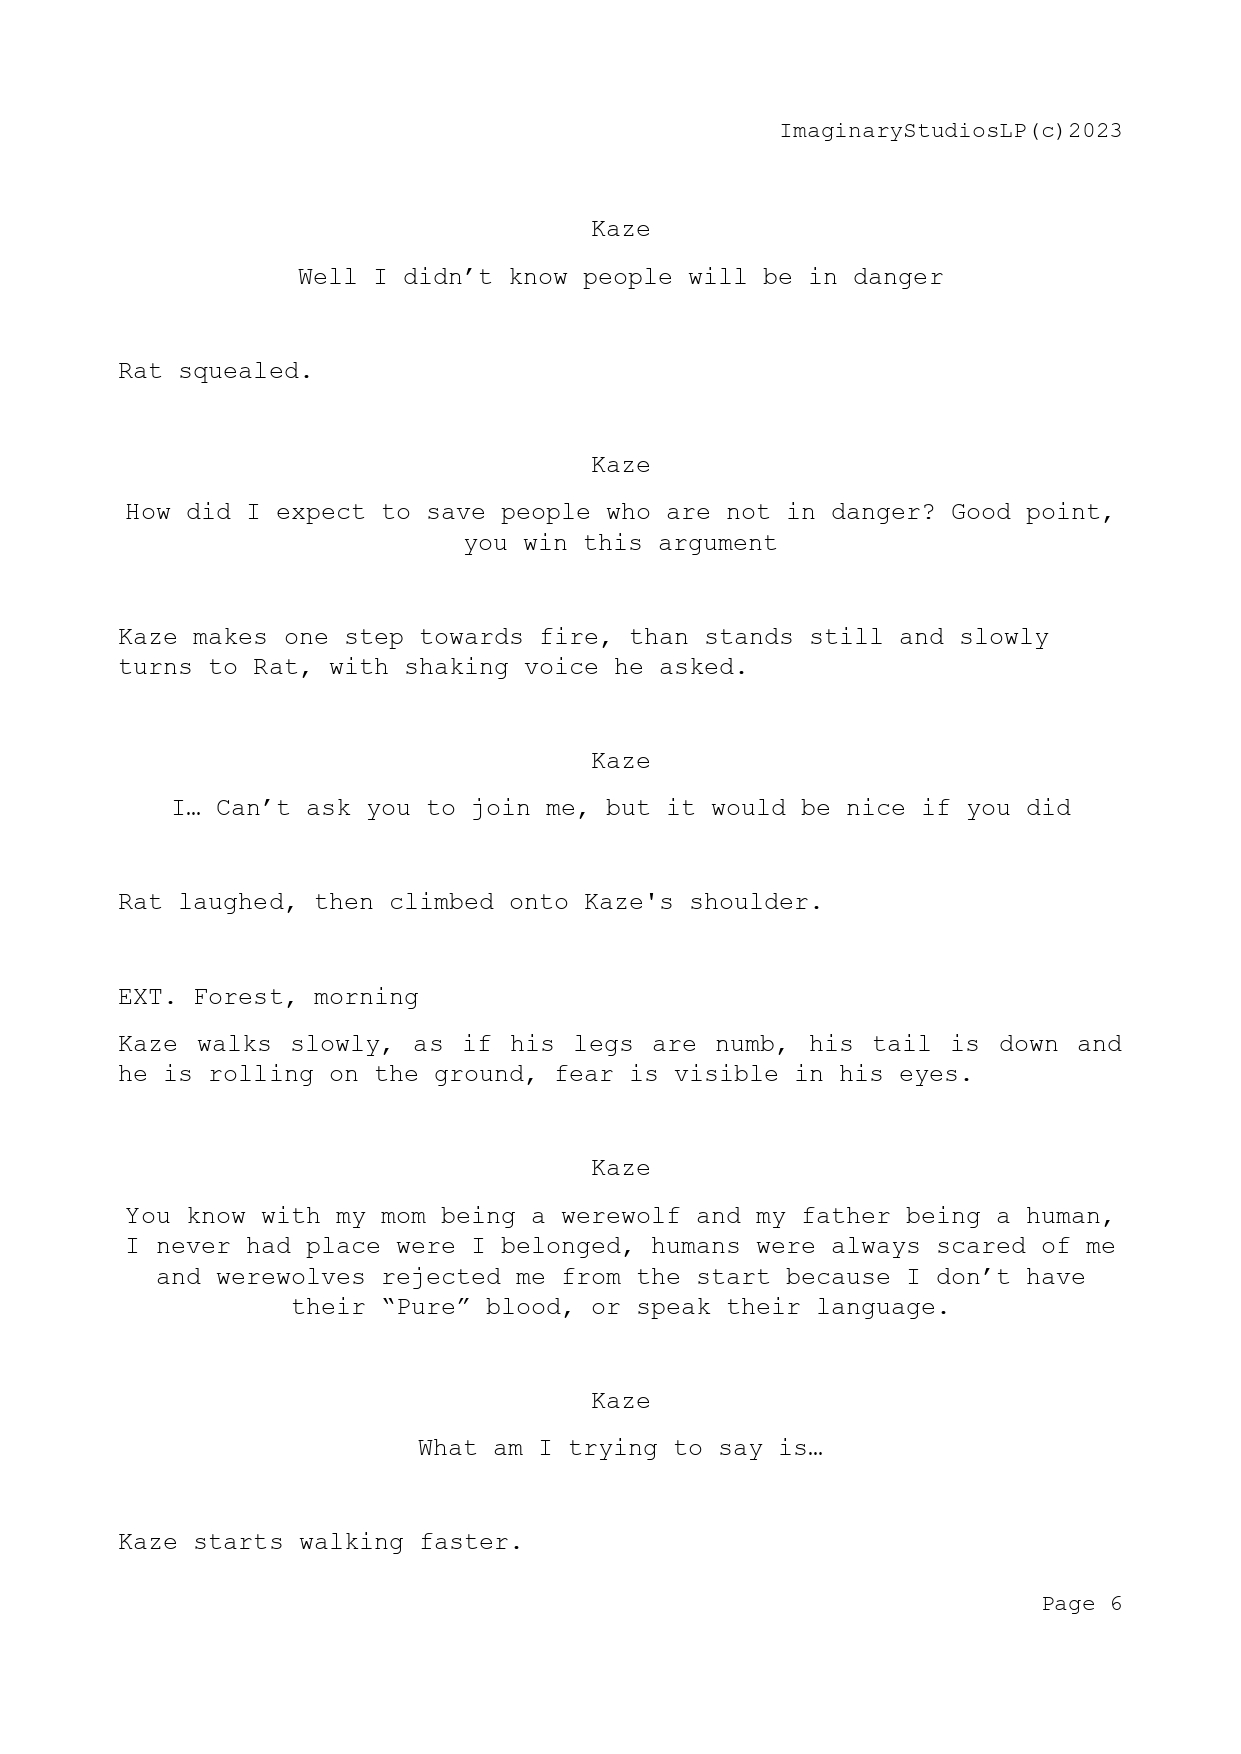 ImaginaryStudiosLP(c)2023
Kaze
Well I didn’t know people will be in danger
Rat squealed.
Kaze
How did I expect to save people who are not in danger? Good point,
you win this argument
Kaze makes one step towards fire, than stands still and slowly
turns to Rat, with shaking voice he asked.
Kaze
I… Can’t ask you to join me, but it would be nice if you did
Rat laughed, then climbed onto Kaze's shoulder.
EXT. Forest, morning
Kaze walks slowly, as if his legs are numb, his tail is down and
he is rolling on the ground, fear is visible in his eyes.
Kaze
You know with my mom being a werewolf and my father being a human,
I never had place were I belonged, humans were always scared of me
and werewolves rejected me from the start because I don’t have
their “Pure” blood, or speak their language.
Kaze
What am I trying to say is…
Kaze starts walking faster.
Page 6